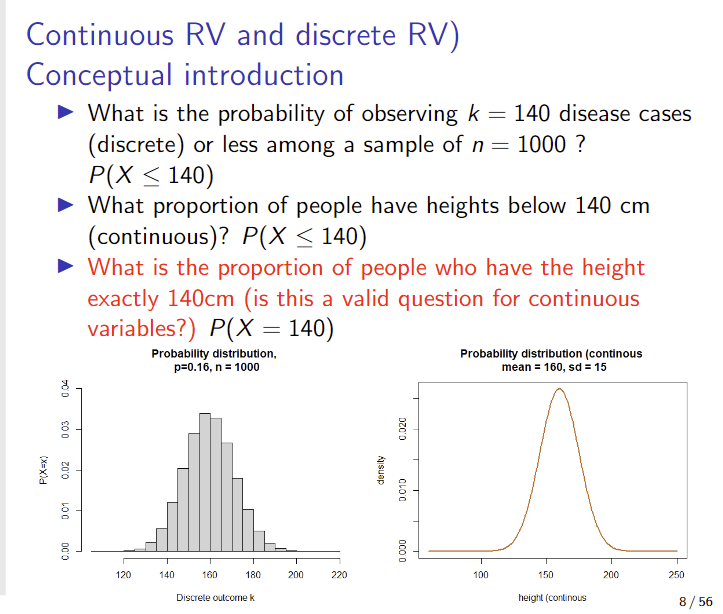 Continuous RV and discrete RV)
Conceptual introduction
▶ What is the probability of observing k = 140 disease cases
(discrete) or less among a sample of n = 1000 ?
P(X ≤ 140)
▶ What proportion of people have heights below 140 cm
(continuous)? P(X ≤ 140)
▶ What is the proportion of people who have the height
exactly 140cm (is this a valid question for continuous
variables?) P(X = 140)
Probability distribution,
p=0.16, n = 1000
P(X=x)
0.04
0.03
0.02
0.01
0.00
120 140 160 180 200 220
Discrete outcome k
Probability distribution (continous
mean = 160, sd = 15
density
0.020
0.010
0.000
100 150 200 250
height (continous
8 / 56